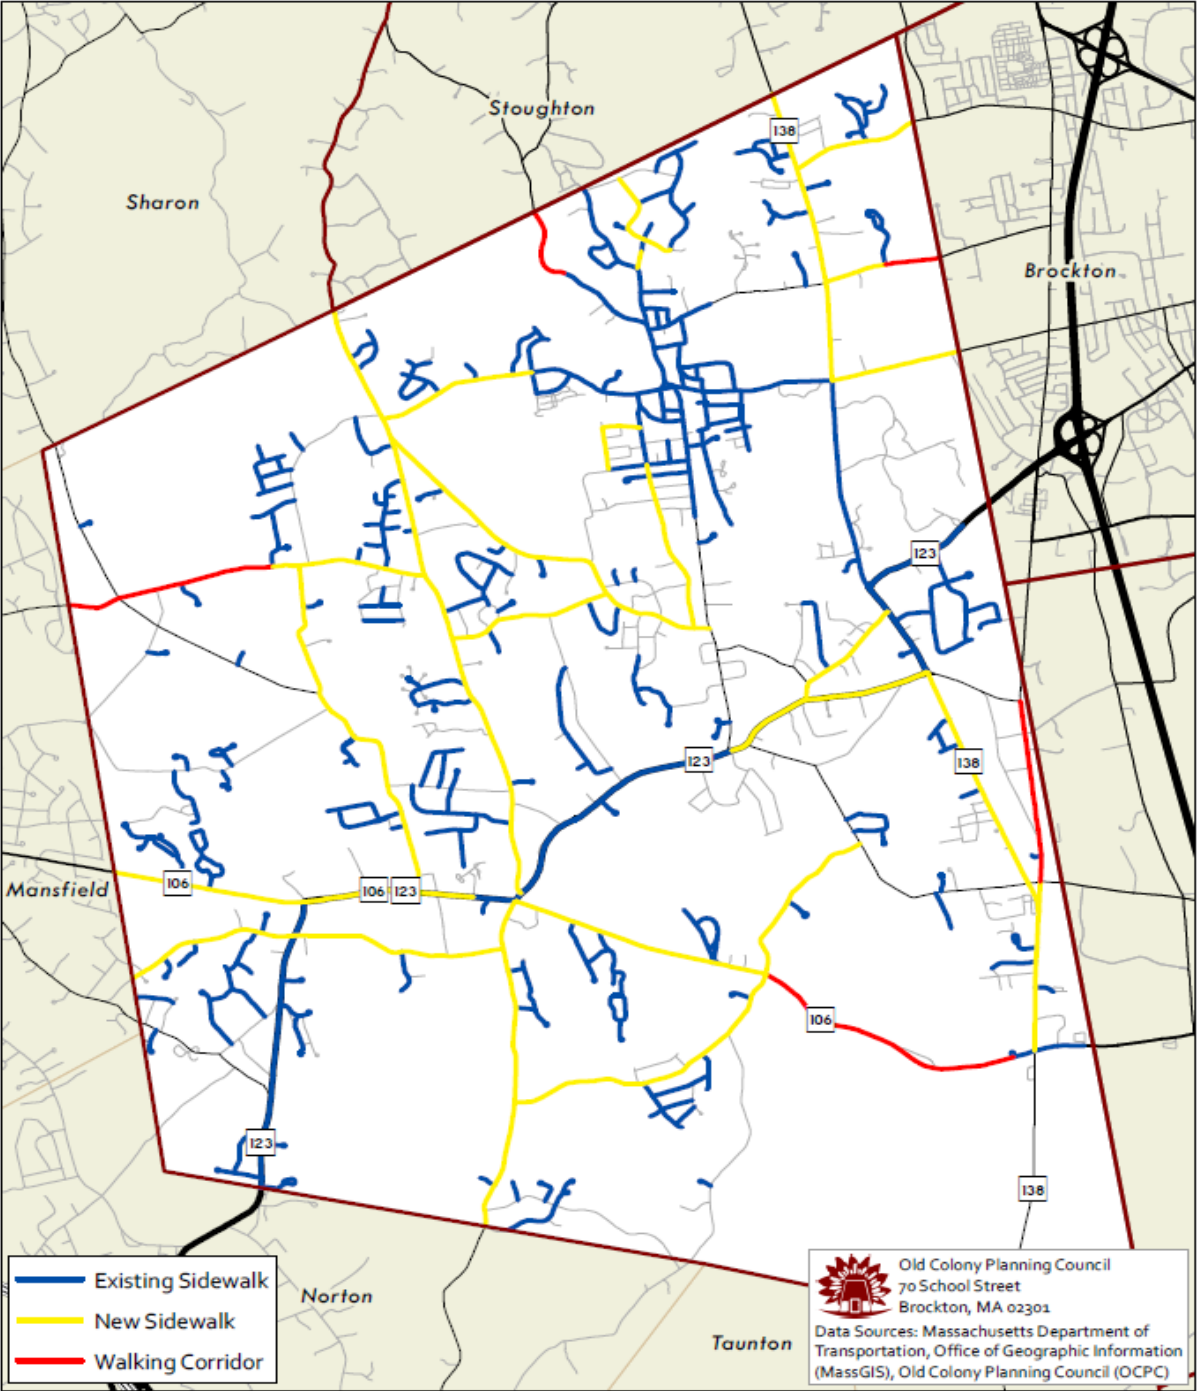 Stoughton
138
Sharon
Brockton
123
123
138
106
106
123
Mansfield
106
123
138
Existing Sidewalk
New Sidewalk
Walking Corridor
Norton
Taunton
Old Colony Planning Council
70 School Street
Brockton, MA 02301
Data Sources: Massachusetts Department of
Transportation, Office of Geographic Information
(MassGIS), Old Colony Planning Council (OCPC)